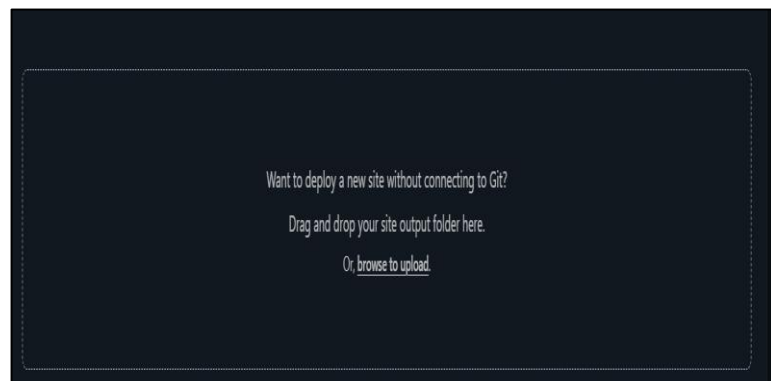 Want to deploy a new site without connecting to Git?
Drag and drop your site output folder here.
Or, browse to upload.